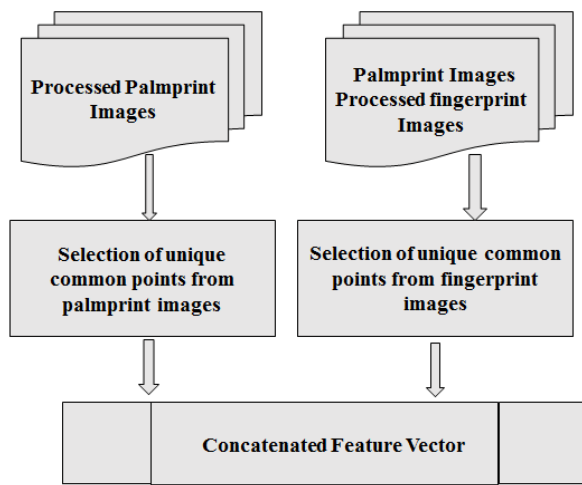 Processed Palmprint
Images
Palmprint Images
Processed fingerprint
Images
Selection of unique
common points from
palmprint images
Selection of unique common
points from fingerprint
images
Concatenated Feature Vector